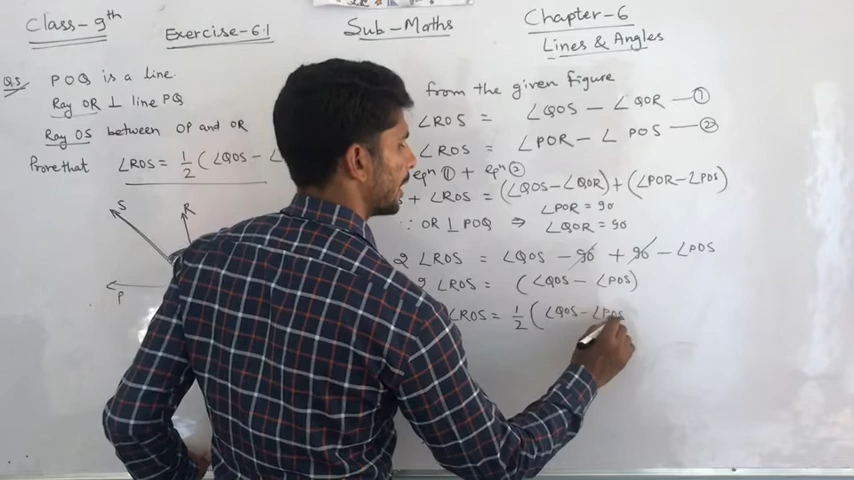 Class-9th Exercise-6.1 Sub-Maths Chapter-6
Lines & Angles
Q.5 POQ is a line.
Ray OR ⊥ line PQ
Ray OS between OP and OR
Prove that ∠ROS = 1/2 (∠QOS -
S
R
P
from the given figure
∠ROS = ∠QOS - ∠QOR — ①
∠ROS = ∠POR - ∠POS — ②
eqn ① + eqn ②
+ ∠ROS = (∠QOS - ∠QOR) + (∠POR - ∠POS)
∠POR = 90
∵ OR ⊥ POQ ⇒ ∠QOR = 90
2 ∠ROS = ∠QOS - 90 + 90 - ∠POS
2 ∠ROS = (∠QOS - ∠POS)
∠ROS = 1/2 (∠QOS - ∠POS